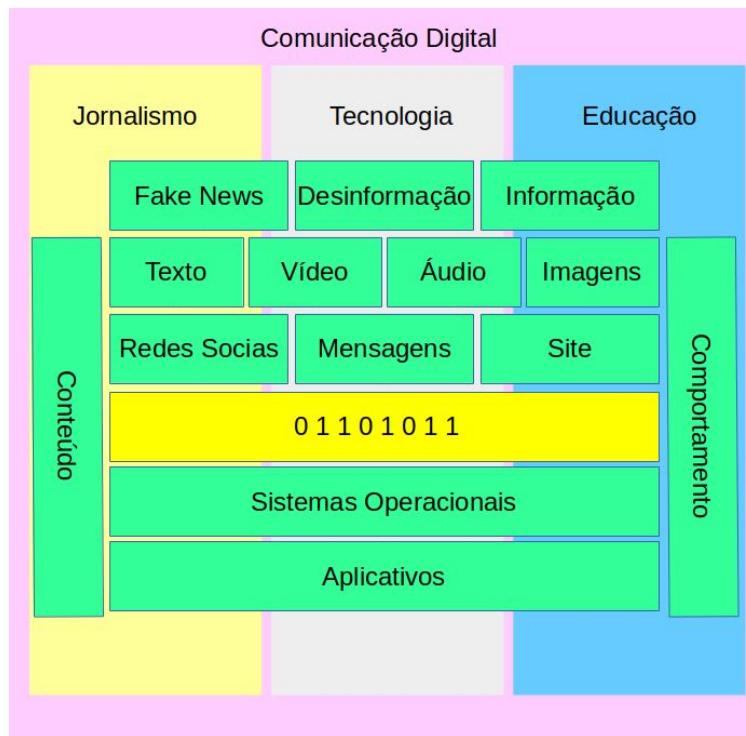 Comunicação Digital
Jornalismo
Tecnologia
Educação
Fake News
Desinformação
Informação
Texto
Vídeo
Áudio
Imagens
Redes Socias
Mensagens
Site
Conteúdo
Comportamento
0 1 1 0 1 0 1 1
Sistemas Operacionais
Aplicativos